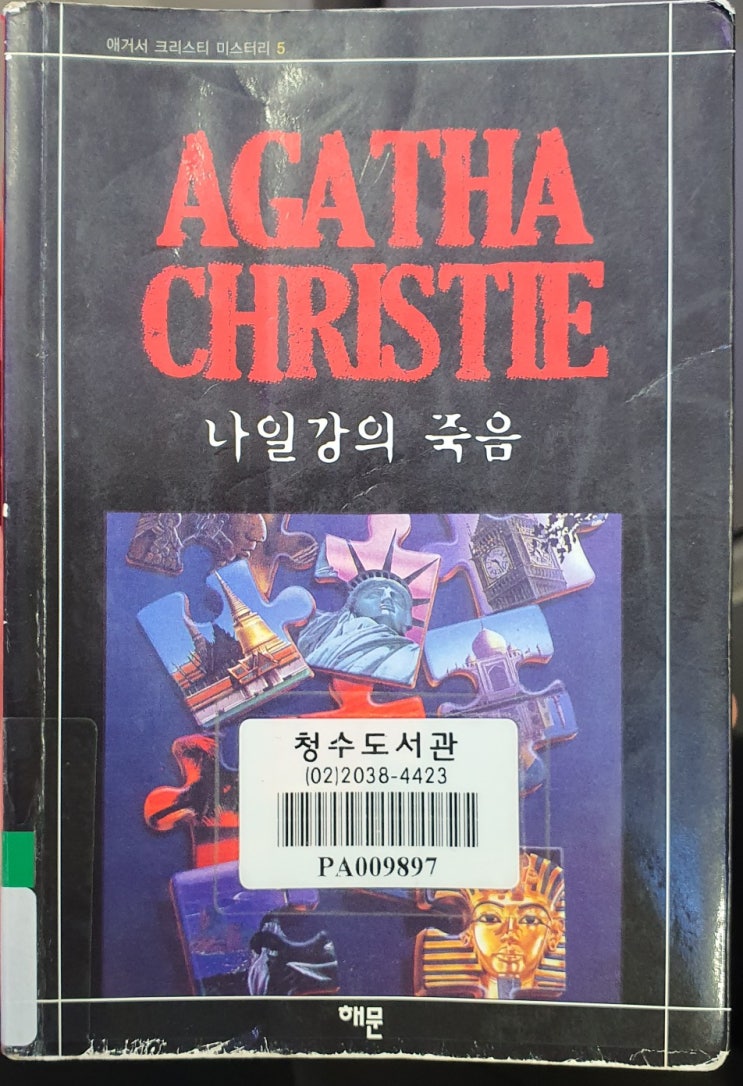 애거서 크리스티 미스터리 5
AGATHA
CHRISTIE
나일강의 죽음
청수도서관
(02)2038-4423
PA009897
해문